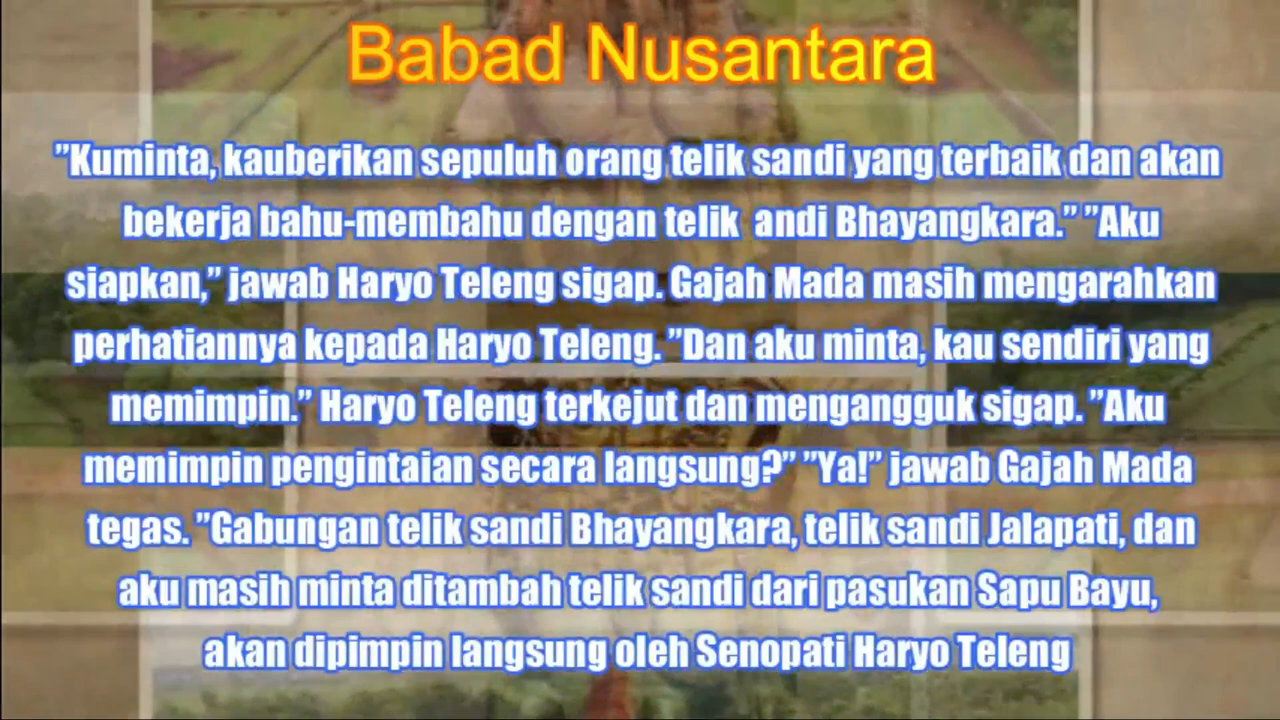 Babad Nusantara
”Kuminta, kauberikan sepuluh orang telik sandi yang terbaik dan akan
bekerja bahu-membahu dengan telik  andi Bhayangkara.” ”Aku
siapkan,” jawab Haryo Teleng sigap. Gajah Mada masih mengarahkan
perhatiannya kepada Haryo Teleng. ”Dan aku minta, kau sendiri yang
memimpin.” Haryo Teleng terkejut dan mengangguk sigap. ”Aku
memimpin pengintaian secara langsung?” ”Ya!” jawab Gajah Mada
tegas. ”Gabungan telik sandi Bhayangkara, telik sandi Jalapati, dan
aku masih minta ditambah telik sandi dari pasukan Sapu Bayu,
akan dipimpin langsung oleh Senopati Haryo Teleng